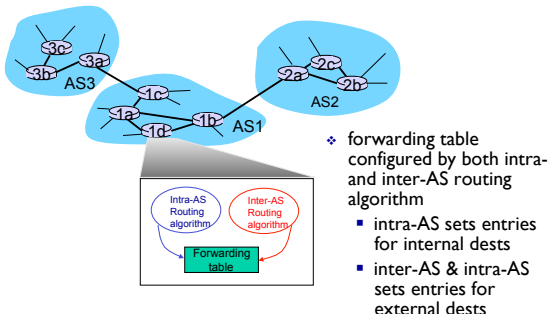 3c
3a
3b
AS3
1c
1a
1d
1b
AS1
2a
2c
2b
AS2
Intra-AS
Routing
algorithm
Inter-AS
Routing
algorithm
Forwarding
table
forwarding table
configured by both intra-
and inter-AS routing
algorithm
intra-AS sets entries
for internal dests
inter-AS & intra-AS
sets entries for
external dests